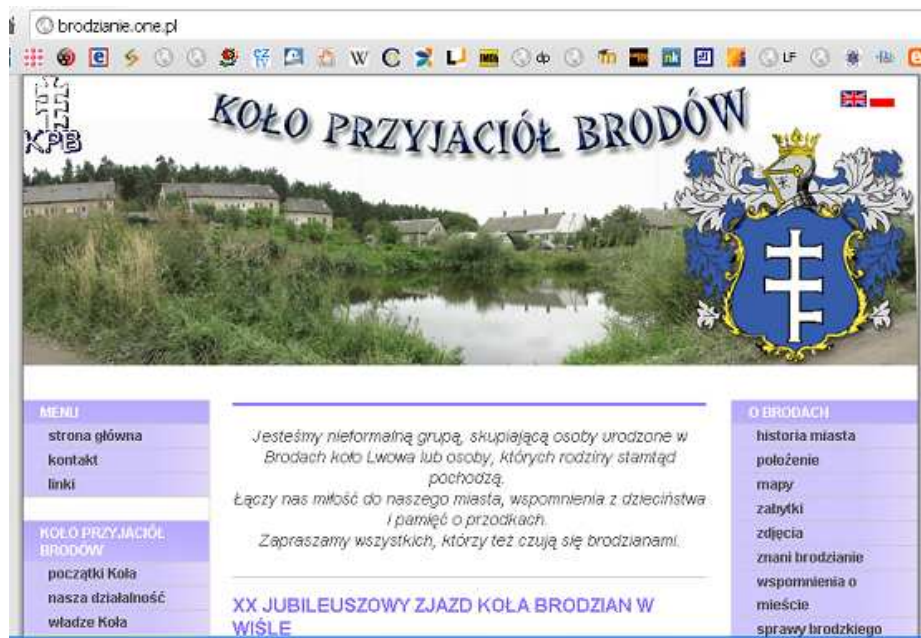 brodzianie.one.pl
dp
LF
KPB
KOŁO PRZYJACIÓŁ BRODÓW
MENU
strona główna
kontakt
linki
KOŁO PRZYJACIÓŁ
BRODÓW
początki Koła
nasza działalność
władze Koła
Jesteśmy nieformalną grupą, skupiającą osoby urodzone w
Brodach koło Lwowa lub osoby, których rodziny stamtąd
pochodzą.
Łączy nas miłość do naszego miasta, wspomnienia z dzieciństwa
i pamięć o przodkach.
Zapraszamy wszystkich, którzy też czują się brodzianami.
XX JUBILEUSZOWY ZJAZD KOŁA BRODZIAN W
WIŚLE
O BRODACH
historia miasta
położenie
mapy
zabytki
zdjęcia
znani brodzianie
wspomnienia o
mieście
sprawy brodzkiego